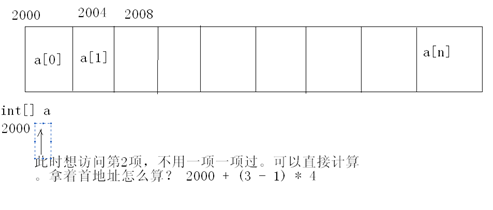 2000 2004 2008
a[0] a[1] a[n]
int[] a
2000
此时想访问第2项，不用一项一项过。可以直接计算
。拿着首地址怎么算？ 2000 + (3 - 1) * 4